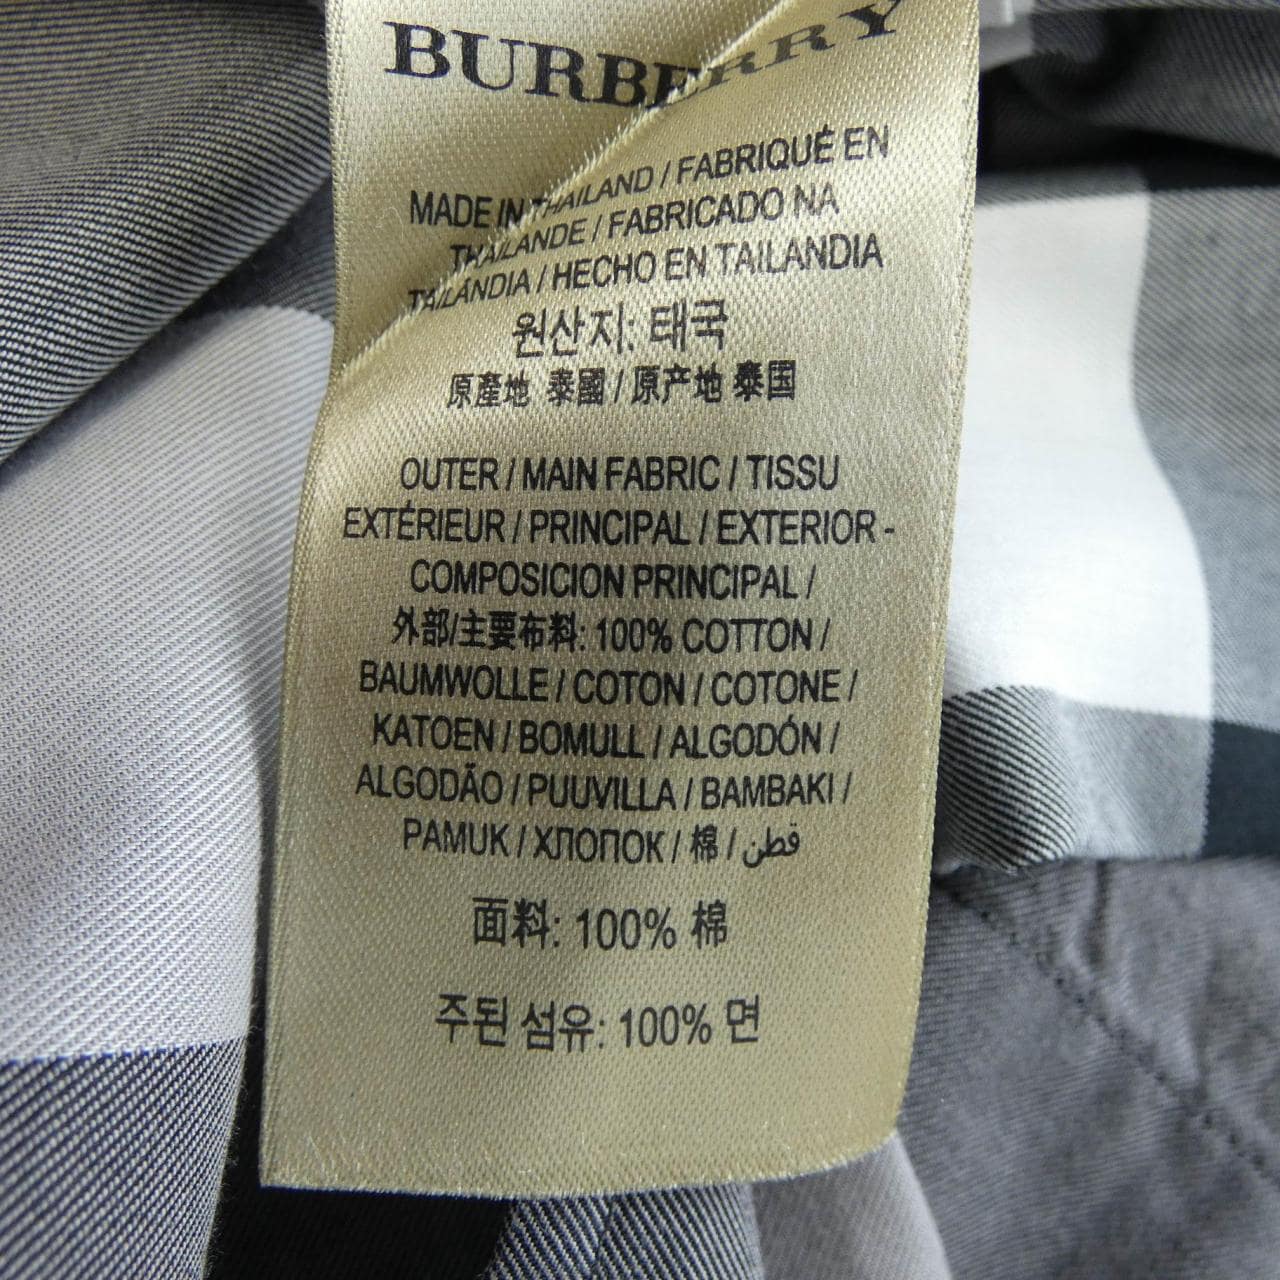 BURBERRY
MADE IN THAILAND / FABRIQUÉ EN
THAILANDE / FABRICADO NA
TAILÂNDIA / HECHO EN TAILANDIA
원산지: 태국
原產地 泰國 / 原产地 泰国
OUTER / MAIN FABRIC / TISSU
EXTÉRIEUR / PRINCIPAL / EXTERIOR -
COMPOSICION PRINCIPAL /
外部/主要布料: 100% COTTON /
BAUMWOLLE / COTON / COTONE /
KATOEN / BOMULL / ALGODÓN /
ALGODÃO / PUUVILLA / BAMBAKI /
PAMUK / ХЛОПОК / 棉 / قطن
面料: 100% 棉
주된 섬유: 100% 면